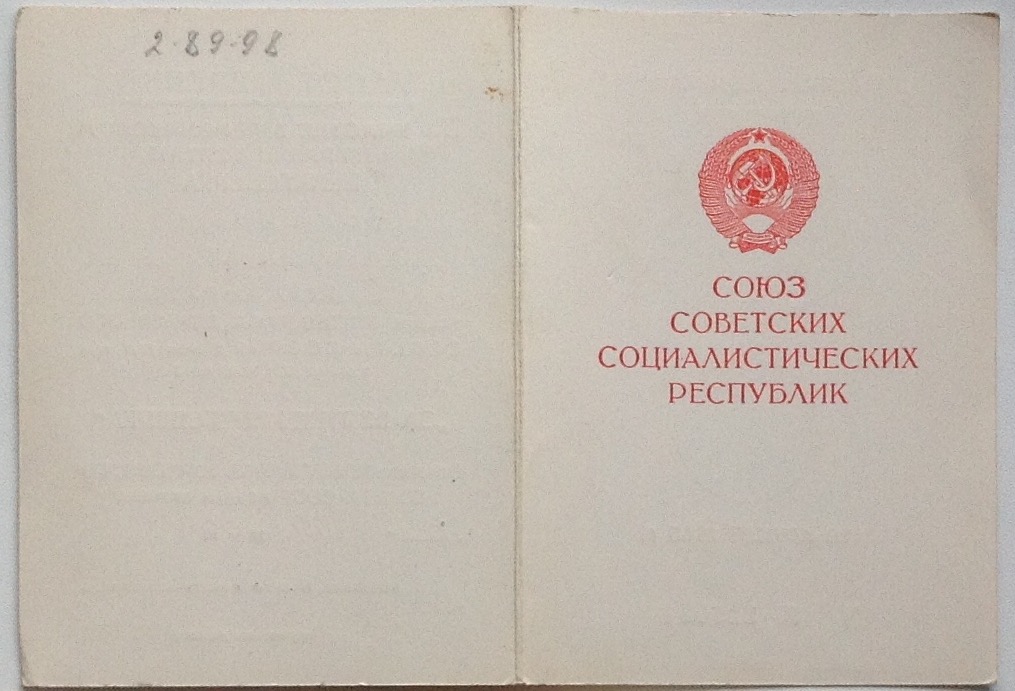 2-89-98
СОЮЗ
СОВЕТСКИХ
СОЦИАЛИСТИЧЕСКИХ
РЕСПУБЛИК